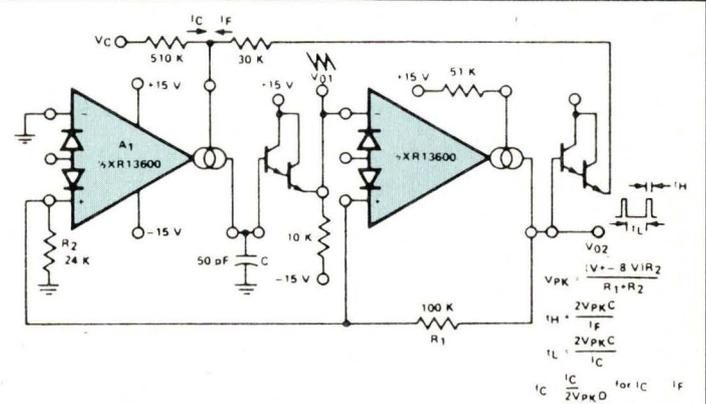 IC IF
VC
510 K
30 K
VO1
+15 V
+15 V
+15 V
51 K
−
A1
½XR13600
+
−
½XR13600
+
−15 V
R2
24 K
50 pF
C
10 K
−15 V
tH
tL
VO2
100 K
R1
VPK = (V+ − 8 V)R2
R1+R2
tH = 2VPKC
IF
tL = 2VPKC
IC
IC
2VPK
for IC
IF